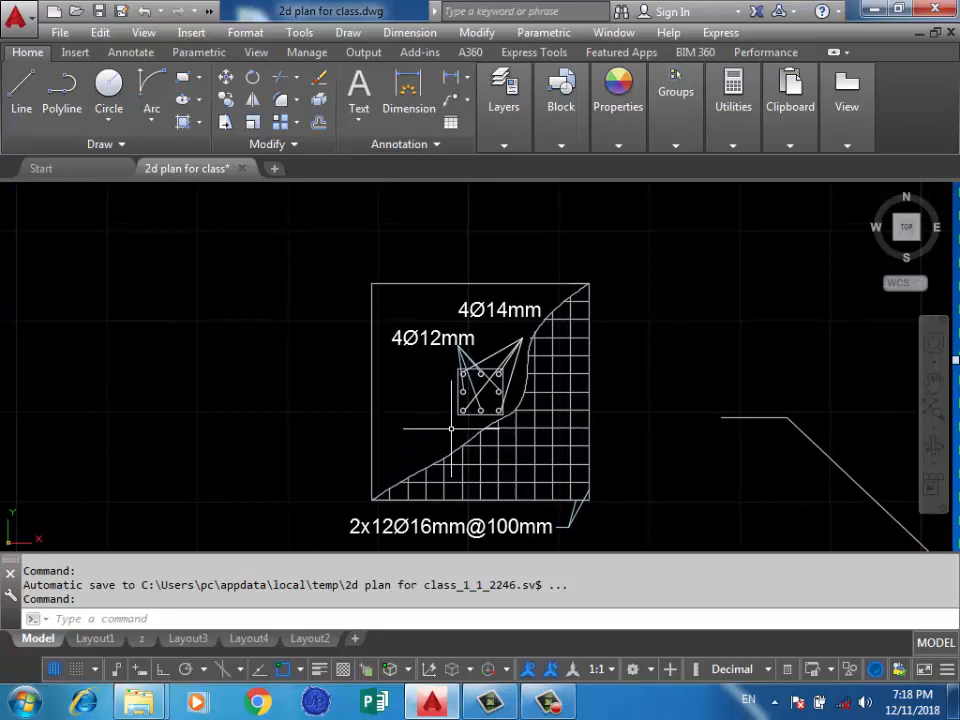 2d plan for class.dwg
Type a keyword or phrase
Sign In
File Edit View Insert Format Tools Draw Dimension Modify Parametric Window Help Express
Home Insert Annotate Parametric View Manage Output Add-ins A360 Express Tools Featured Apps BIM 360 Performance
Line Polyline Circle Arc Text Dimension Layers Block Properties Groups Utilities Clipboard View
Draw Modify Annotation
Start 2d plan for class*
N
W TOP E
S
WCS
4Ø14mm
4Ø12mm
2x12Ø16mm@100mm
Y
X
Command:
Automatic save to C:\Users\pc\appdata\local\temp\2d plan for class_1_1_2246.sv$ ...
Command:
Type a command
Model Layout1 z Layout3 Layout4 Layout2 MODEL
1:1 Decimal
EN 7:18 PM
12/11/2018